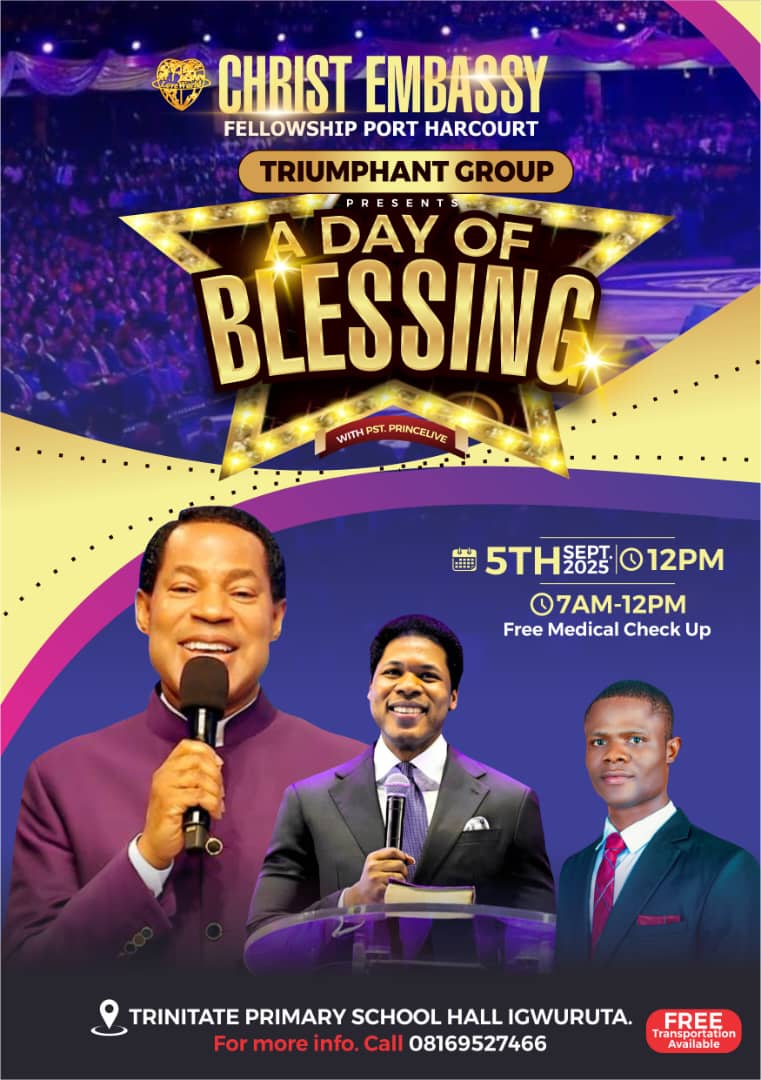 LoveWorld
CHRIST EMBASSY
FELLOWSHIP PORT HARCOURT
TRIUMPHANT GROUP
PRESENTS
A DAY OF
BLESSING
WITH PST. PRINCELIVE
5TH SEPT. 2025 12PM
7AM-12PM
Free Medical Check Up
TRINITATE PRIMARY SCHOOL HALL IGWURUTA.
For more info. Call 08169527466
FREE
Transportation
Available